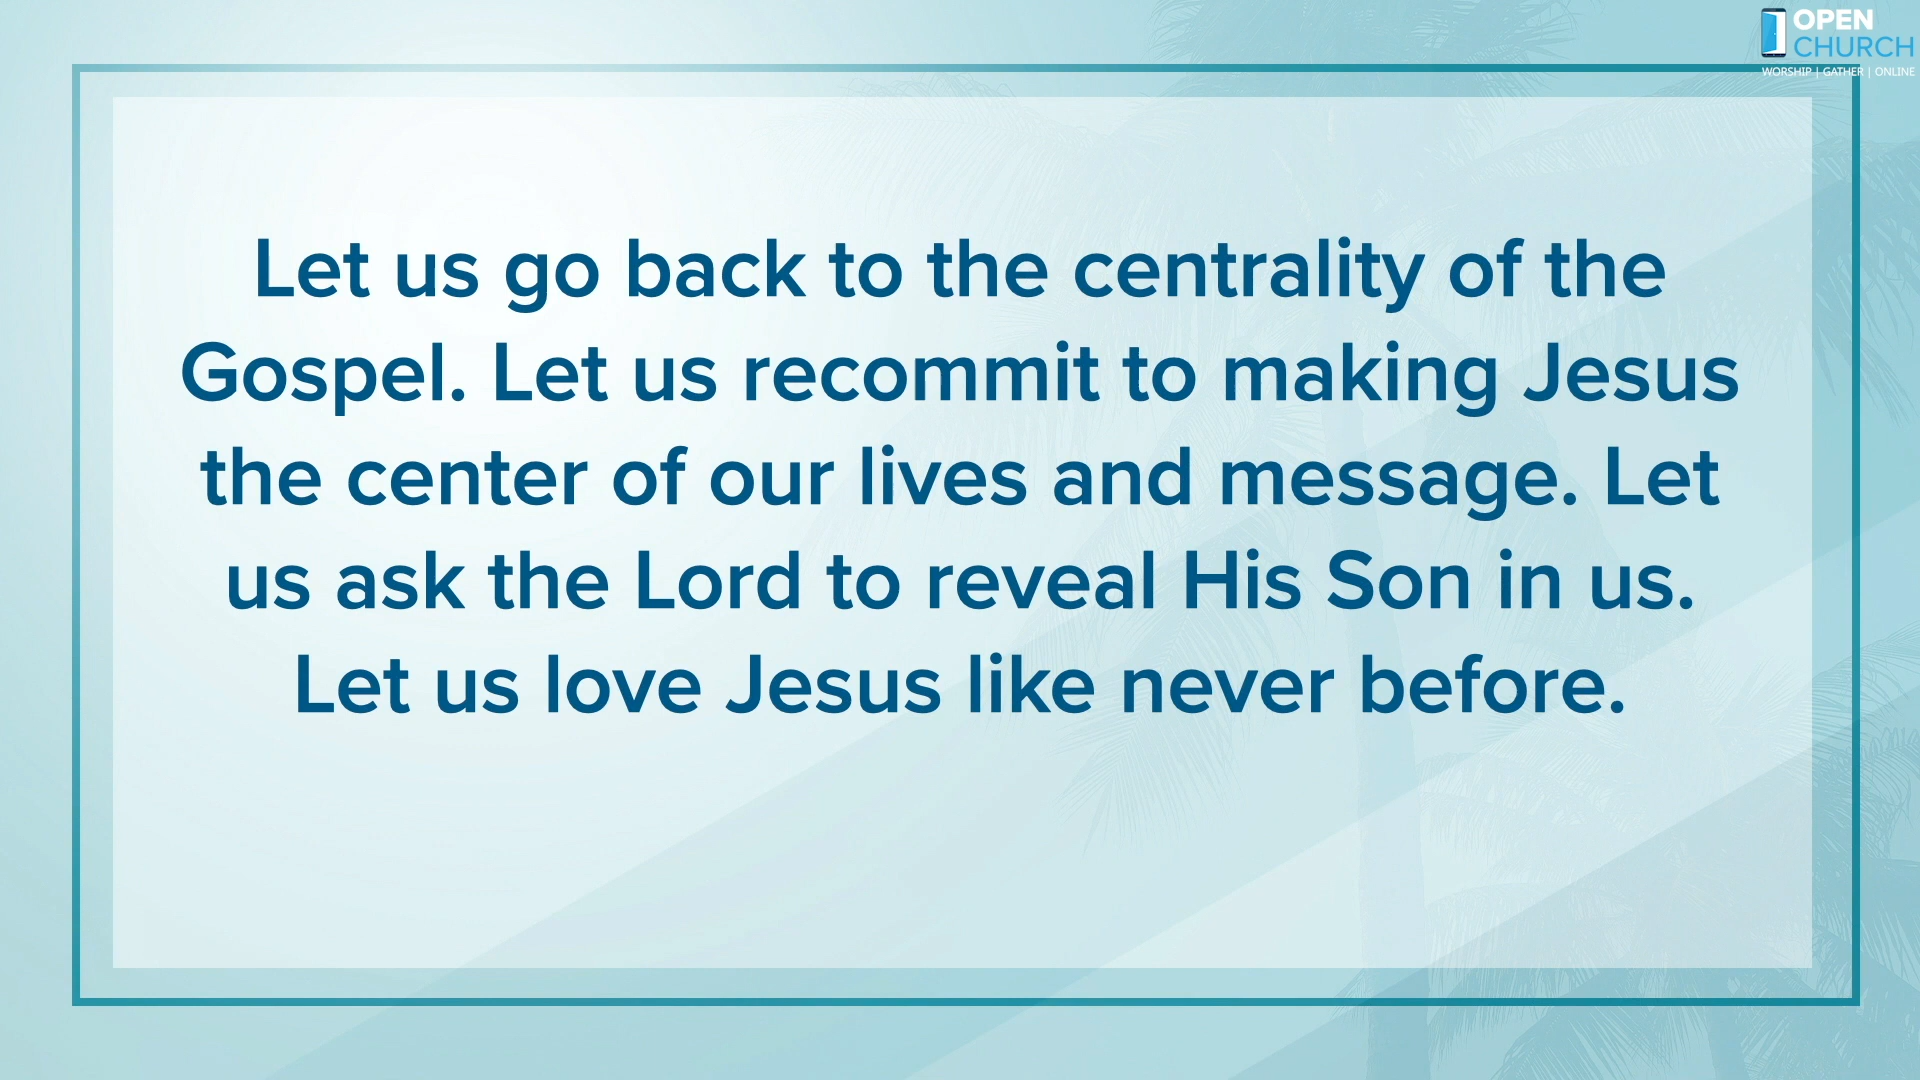 OPEN
CHURCH
WORSHIP | GATHER | ONLINE
Let us go back to the centrality of the
Gospel. Let us recommit to making Jesus
the center of our lives and message. Let
us ask the Lord to reveal His Son in us.
Let us love Jesus like never before.